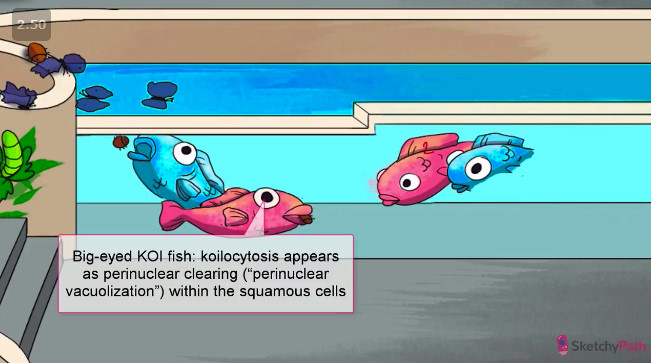 2.50
Big-eyed KOI fish: koilocytosis appears
as perinuclear clearing (“perinuclear
vacuolization”) within the squamous cells
SketchyPath